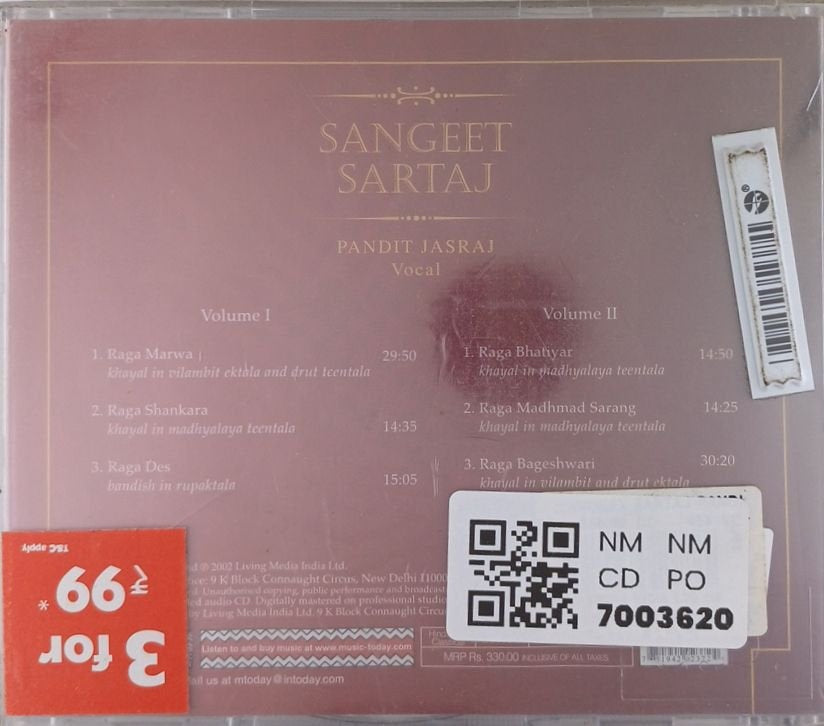 SANGEET
SARTAJ
PANDIT JASRAJ
Vocal
Volume I
1. Raga Marwa 29:50
khayal in vilambit ektala and drut teentala
2. Raga Shankara
khayal in madhyalaya teentala 14:35
3. Raga Des
bandish in rupaktala 15:05
Volume II
1. Raga Bhatiyar 14:50
khayal in madhyalaya teentala
2. Raga Madhmad Sarang 14:25
khayal in madhyalaya teentala
3. Raga Bageshwari 30:20
khayal in vilambit and drut ektala
℗ 2002 Living Media India Ltd.
9 K Block Connaught Circus, New Delhi
Unauthorised copying, public performance and
audio CD. Digitally mastered on professional
by Living Media India Ltd. 9 K Block Connaught
Listen to and buy music at www.music-today.com
MRP Rs. 330.00 INCLUSIVE OF ALL TAXES
us at mtoday@intoday.com
3 for
₹99*
T&C apply
NM NM
CD PO
7003620